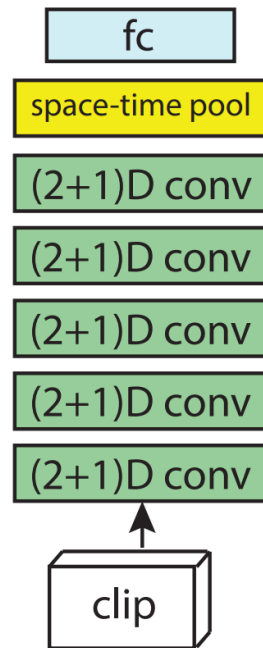 fc
space-time pool
(2+1)D conv
(2+1)D conv
(2+1)D conv
(2+1)D conv
(2+1)D conv
clip